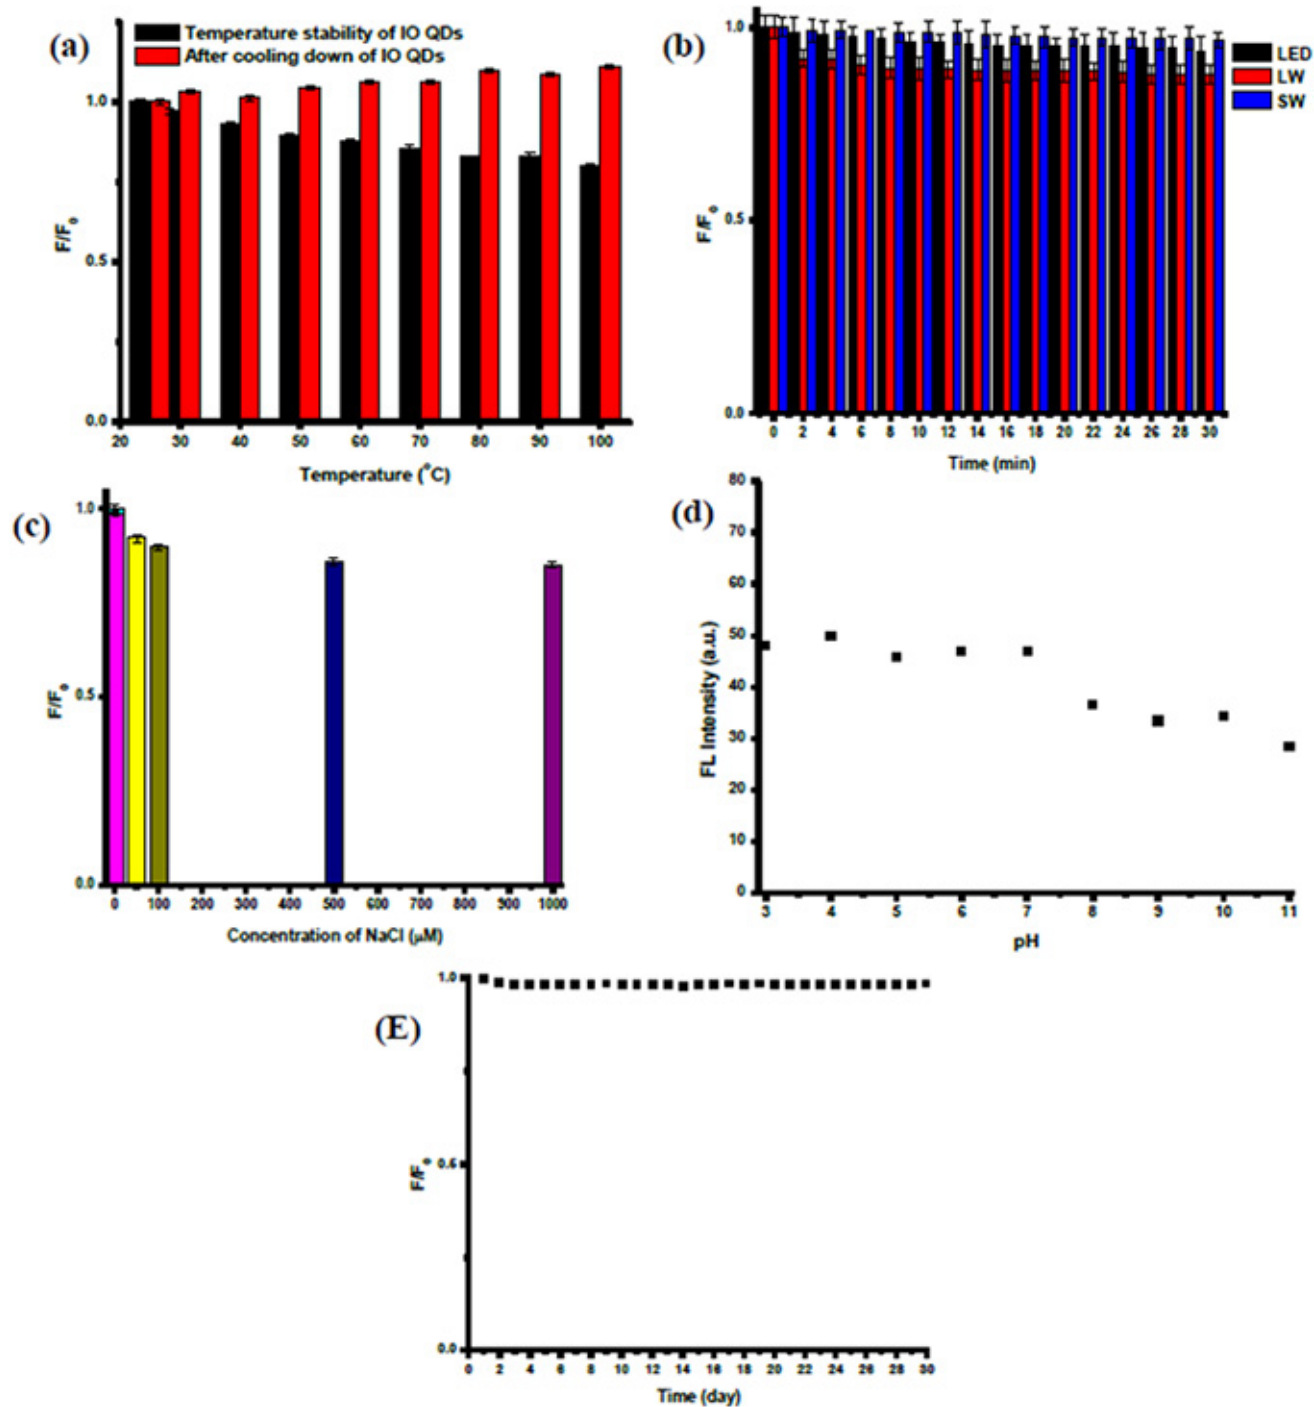 (a)
Temperature stability of IO QDs
After cooling down of IO QDs
1.0
0.5
0.0
F/F0
20 30 40 50 60 70 80 90 100
Temperature (°C)
(b)
LED
LW
SW
1.0
0.5
0.0
F/F0
0 2 4 6 8 10 12 14 16 18 20 22 24 26 28 30
Time (min)
(c)
1.0
0.5
0.0
F/F0
0 100 200 300 400 500 600 700 800 900 1000
Concentration of NaCl (μM)
(d)
80
70
60
50
40
30
20
10
0
FL Intensity (a.u.)
3 4 5 6 7 8 9 10 11
pH
(E)
1.0
0.0
F/F0
0 2 4 6 8 10 12 14 16 18 20 22 24 26 28 30
Time (day)